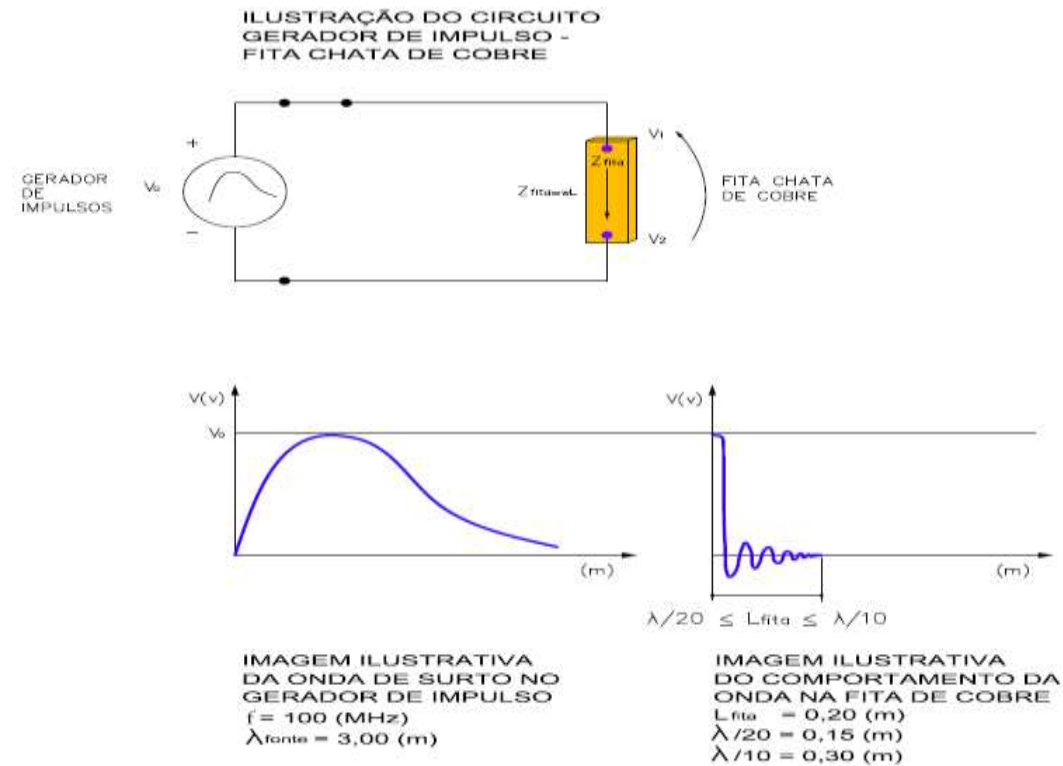 ILUSTRAÇÃO DO CIRCUITO
GERADOR DE IMPULSO -
FITA CHATA DE COBRE
GERADOR
DE
IMPULSOS
+
Vo
-
Zfita
V1
V2
FITA CHATA
DE COBRE
V(v)
Vo
(m)
V(v)
(m)
λ/20 ≤ Lfita ≤ λ/10
IMAGEM ILUSTRATIVA
DA ONDA DE SURTO NO
GERADOR DE IMPULSO
f = 100 (MHz)
λfonte = 3,00 (m)
IMAGEM ILUSTRATIVA
DO COMPORTAMENTO DA
ONDA NA FITA DE COBRE
Lfita = 0,20 (m)
λ/20 = 0,15 (m)
λ/10 = 0,30 (m)